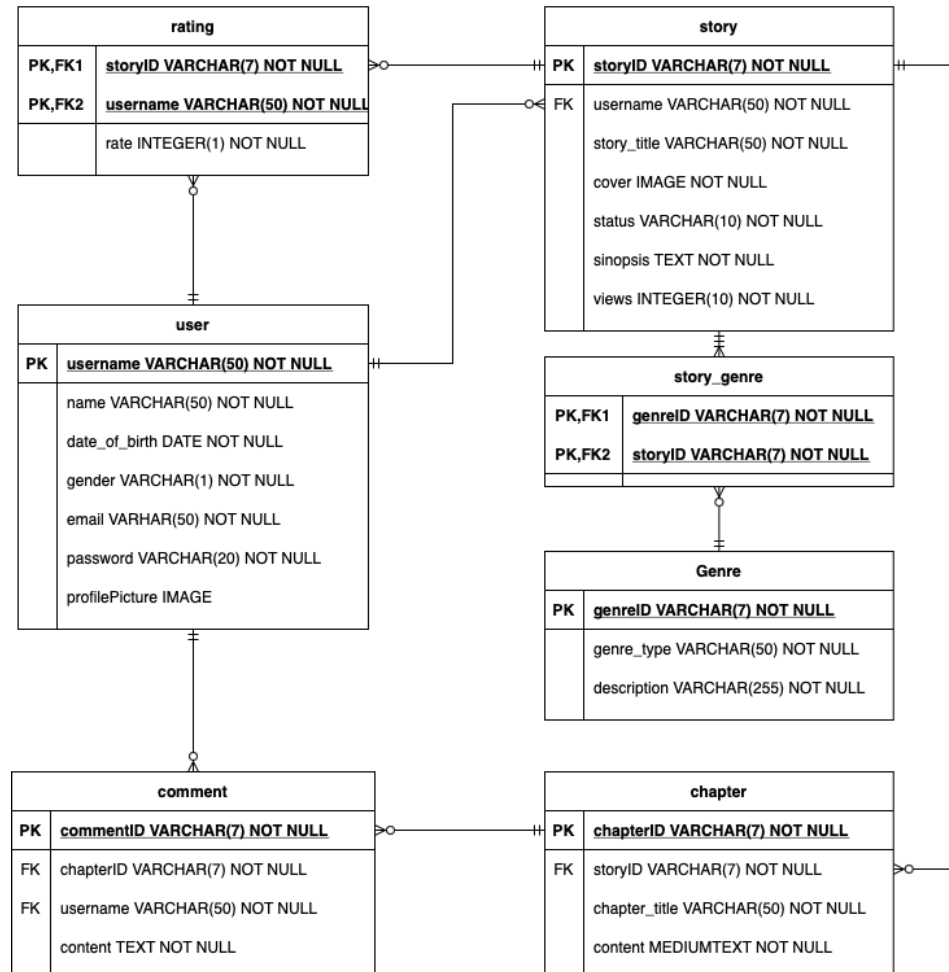 rating
PK,FK1 storyID VARCHAR(7) NOT NULL
PK,FK2 username VARCHAR(50) NOT NULL
rate INTEGER(1) NOT NULL
story
PK storyID VARCHAR(7) NOT NULL
FK username VARCHAR(50) NOT NULL
story_title VARCHAR(50) NOT NULL
cover IMAGE NOT NULL
status VARCHAR(10) NOT NULL
sinopsis TEXT NOT NULL
views INTEGER(10) NOT NULL
user
PK username VARCHAR(50) NOT NULL
name VARCHAR(50) NOT NULL
date_of_birth DATE NOT NULL
gender VARCHAR(1) NOT NULL
email VARHAR(50) NOT NULL
password VARCHAR(20) NOT NULL
profilePicture IMAGE
story_genre
PK,FK1 genreID VARCHAR(7) NOT NULL
PK,FK2 storyID VARCHAR(7) NOT NULL
Genre
PK genreID VARCHAR(7) NOT NULL
genre_type VARCHAR(50) NOT NULL
description VARCHAR(255) NOT NULL
comment
PK commentID VARCHAR(7) NOT NULL
FK chapterID VARCHAR(7) NOT NULL
FK username VARCHAR(50) NOT NULL
content TEXT NOT NULL
chapter
PK chapterID VARCHAR(7) NOT NULL
FK storyID VARCHAR(7) NOT NULL
chapter_title VARCHAR(50) NOT NULL
content MEDIUMTEXT NOT NULL